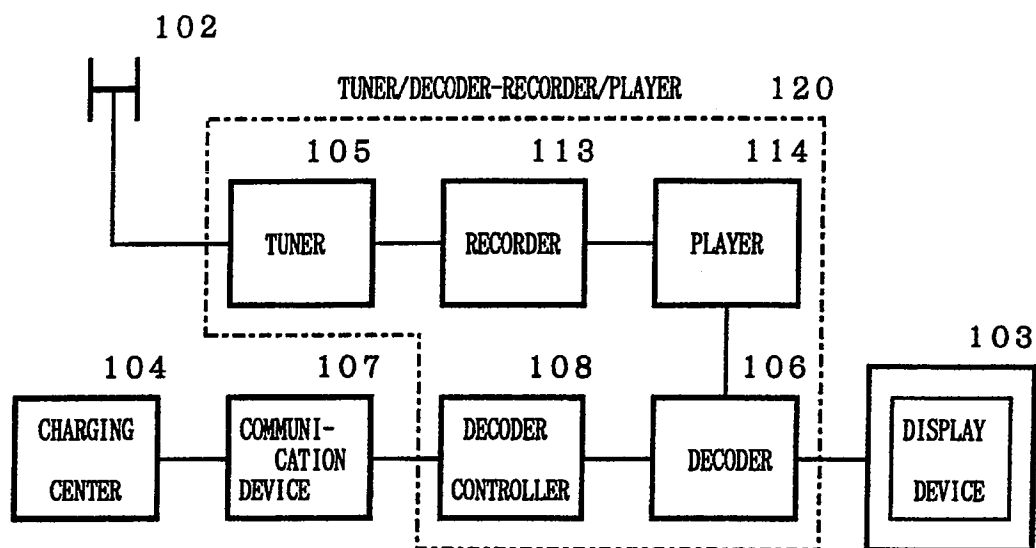 102
TUNER/DECODER-RECORDER/PLAYER 120
105 113 114
TUNER RECORDER PLAYER
104 107 108 106 103
CHARGING
CENTER
COMMUNI-
CATION
DEVICE
DECODER
CONTROLLER
DECODER
DISPLAY
DEVICE